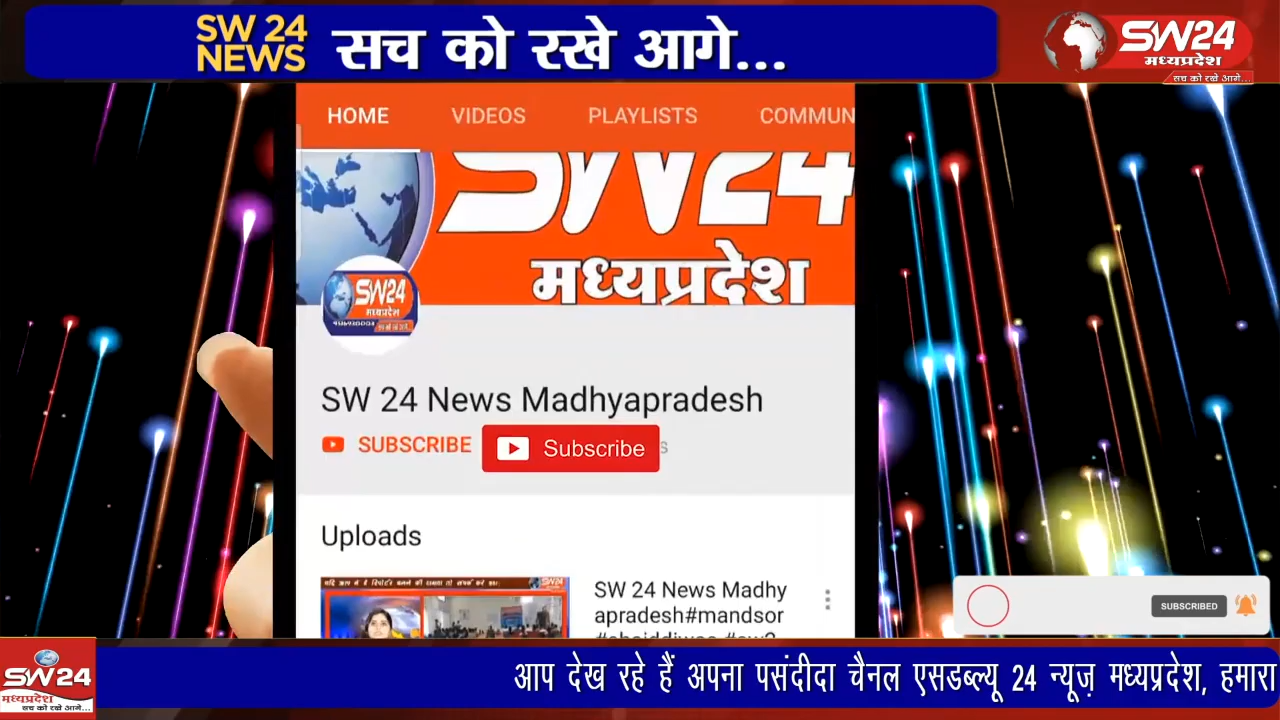 SW 24
NEWS
सच को रखे आगे...
SW24
मध्यप्रदेश
सच को रखे आगे...
HOME VIDEOS PLAYLISTS COMMUN
SW24
मध्यप्रदेश
SW24
मध्यप्रदेश
SW 24 News Madhyapradesh
SUBSCRIBE
Subscribe
s
Uploads
SW 24 News Madhy
apradesh#mandsor
SUBSCRIBED
SW24
मध्यप्रदेश
सच को रखे आगे...
आप देख रहे हैं अपना पसंदीदा चैनल एसडब्ल्यू 24 न्यूज़ मध्यप्रदेश, हमारा